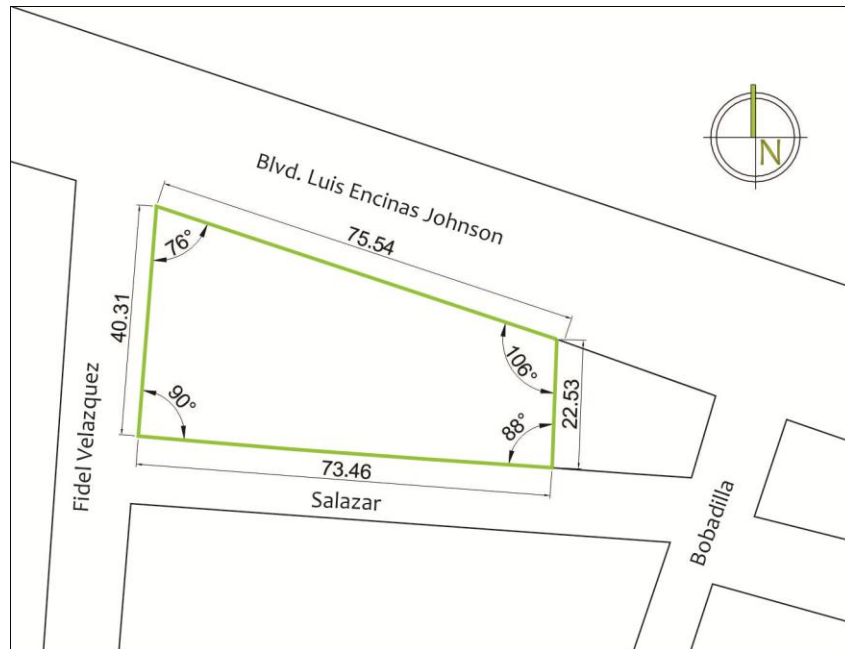 Blvd. Luis Encinas Johnson
N
75.54
76°
40.31
106°
22.53
90°
88°
73.46
Fidel Velazquez
Salazar
Bobadilla